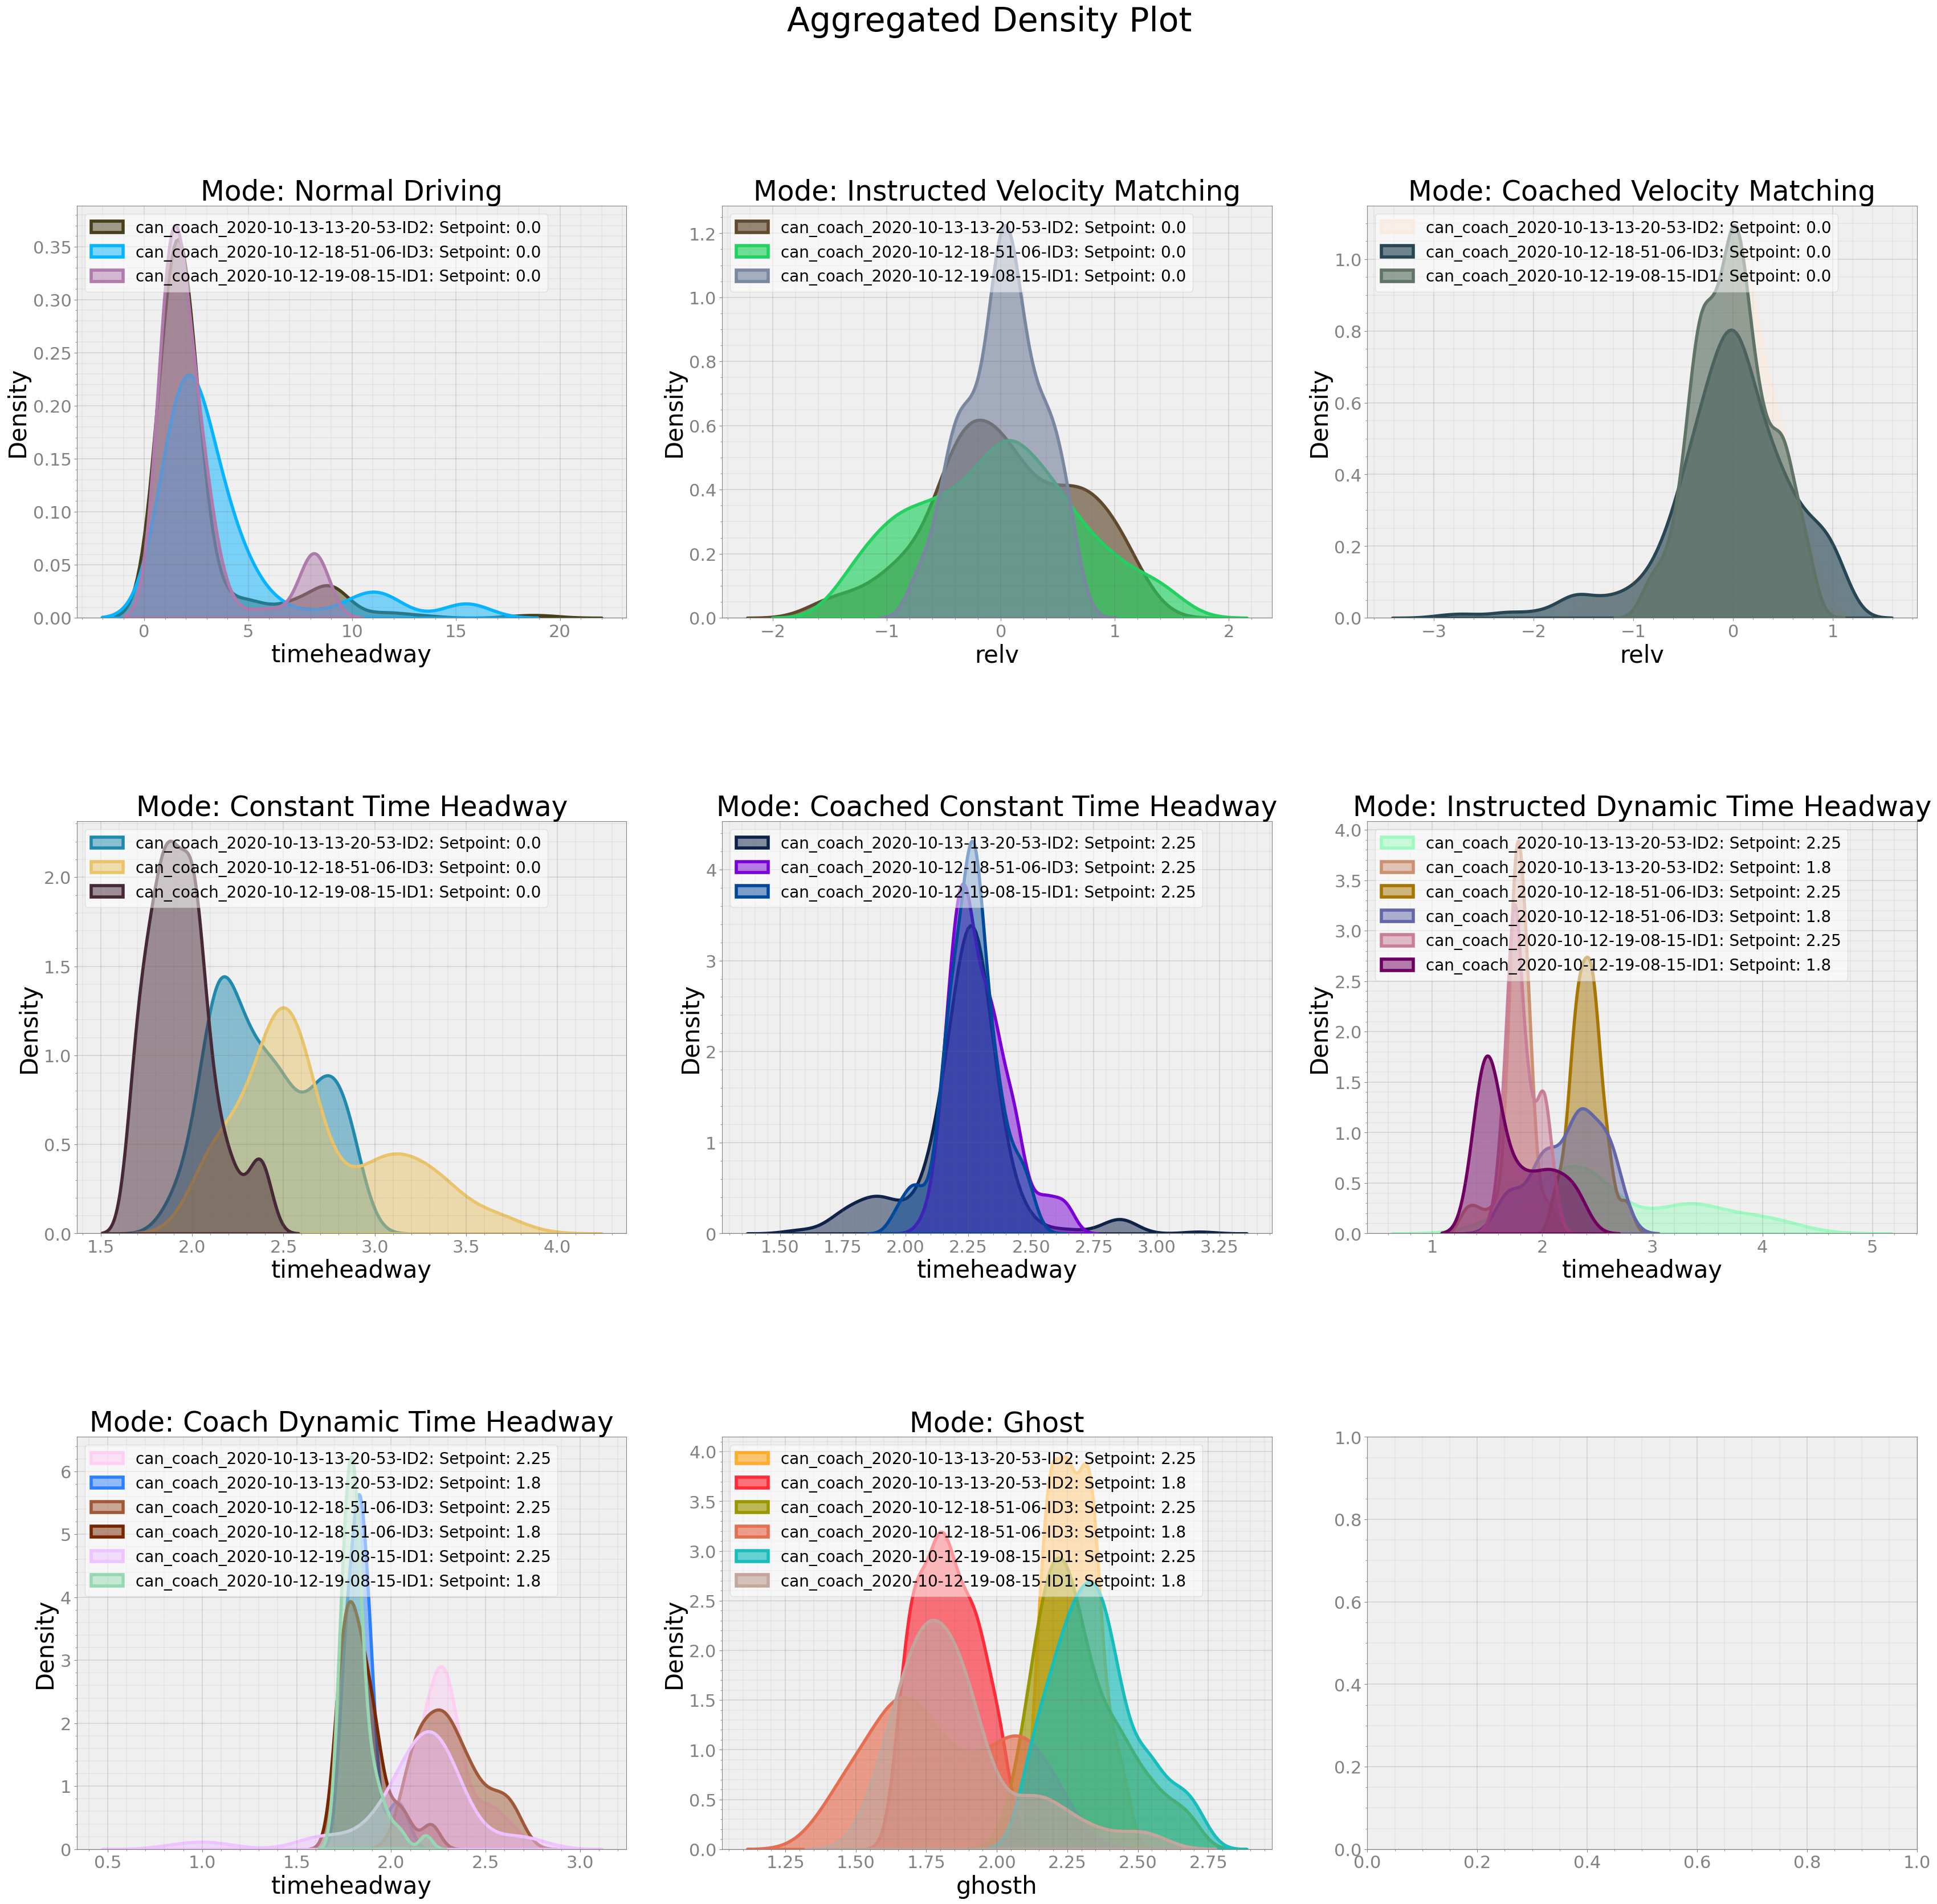 Aggregated Density Plot
Mode: Normal Driving
can_coach_2020-10-13-13-20-53-ID2: Setpoint: 0.0
can_coach_2020-10-12-18-51-06-ID3: Setpoint: 0.0
can_coach_2020-10-12-19-08-15-ID1: Setpoint: 0.0
0.35
0.30
0.25
0.20
0.15
0.10
0.05
0.00
Density
0 5 10 15 20
timeheadway
Mode: Instructed Velocity Matching
can_coach_2020-10-13-13-20-53-ID2: Setpoint: 0.0
can_coach_2020-10-12-18-51-06-ID3: Setpoint: 0.0
can_coach_2020-10-12-19-08-15-ID1: Setpoint: 0.0
1.2
1.0
0.8
0.6
0.4
0.2
0.0
Density
−2 −1 0 1 2
relv
Mode: Coached Velocity Matching
can_coach_2020-10-13-13-20-53-ID2: Setpoint: 0.0
can_coach_2020-10-12-18-51-06-ID3: Setpoint: 0.0
can_coach_2020-10-12-19-08-15-ID1: Setpoint: 0.0
1.0
0.8
0.6
0.4
0.2
0.0
Density
−3 −2 −1 0 1
relv
Mode: Constant Time Headway
can_coach_2020-10-13-13-20-53-ID2: Setpoint: 0.0
can_coach_2020-10-12-18-51-06-ID3: Setpoint: 0.0
can_coach_2020-10-12-19-08-15-ID1: Setpoint: 0.0
2.0
1.5
1.0
0.5
0.0
Density
1.5 2.0 2.5 3.0 3.5 4.0
timeheadway
Mode: Coached Constant Time Headway
can_coach_2020-10-13-13-20-53-ID2: Setpoint: 2.25
can_coach_2020-10-12-18-51-06-ID3: Setpoint: 2.25
can_coach_2020-10-12-19-08-15-ID1: Setpoint: 2.25
4
3
2
1
0
Density
1.50 1.75 2.00 2.25 2.50 2.75 3.00 3.25
timeheadway
Mode: Instructed Dynamic Time Headway
can_coach_2020-10-13-13-20-53-ID2: Setpoint: 2.25
can_coach_2020-10-13-13-20-53-ID2: Setpoint: 1.8
can_coach_2020-10-12-18-51-06-ID3: Setpoint: 2.25
can_coach_2020-10-12-18-51-06-ID3: Setpoint: 1.8
can_coach_2020-10-12-19-08-15-ID1: Setpoint: 2.25
can_coach_2020-10-12-19-08-15-ID1: Setpoint: 1.8
4.0
3.5
3.0
2.5
2.0
1.5
1.0
0.5
0.0
Density
1 2 3 4 5
timeheadway
Mode: Coach Dynamic Time Headway
can_coach_2020-10-13-13-20-53-ID2: Setpoint: 2.25
can_coach_2020-10-13-13-20-53-ID2: Setpoint: 1.8
can_coach_2020-10-12-18-51-06-ID3: Setpoint: 2.25
can_coach_2020-10-12-18-51-06-ID3: Setpoint: 1.8
can_coach_2020-10-12-19-08-15-ID1: Setpoint: 2.25
can_coach_2020-10-12-19-08-15-ID1: Setpoint: 1.8
6
5
4
3
2
1
0
Density
0.5 1.0 1.5 2.0 2.5 3.0
timeheadway
Mode: Ghost
can_coach_2020-10-13-13-20-53-ID2: Setpoint: 2.25
can_coach_2020-10-13-13-20-53-ID2: Setpoint: 1.8
can_coach_2020-10-12-18-51-06-ID3: Setpoint: 2.25
can_coach_2020-10-12-18-51-06-ID3: Setpoint: 1.8
can_coach_2020-10-12-19-08-15-ID1: Setpoint: 2.25
can_coach_2020-10-12-19-08-15-ID1: Setpoint: 1.8
4.0
3.5
3.0
2.5
2.0
1.5
1.0
0.5
0.0
Density
1.25 1.50 1.75 2.00 2.25 2.50 2.75
ghosth
1.0
0.8
0.6
0.4
0.2
0.0
0.0 0.2 0.4 0.6 0.8 1.0